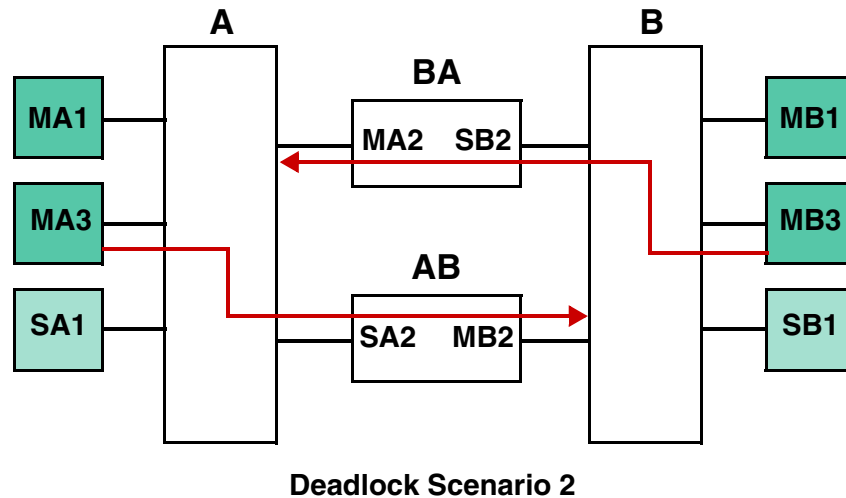 A
B
BA
MA1
MA2 SB2
MB1
MA3
MB3
AB
SA1
SA2 MB2
SB1
Deadlock Scenario 2